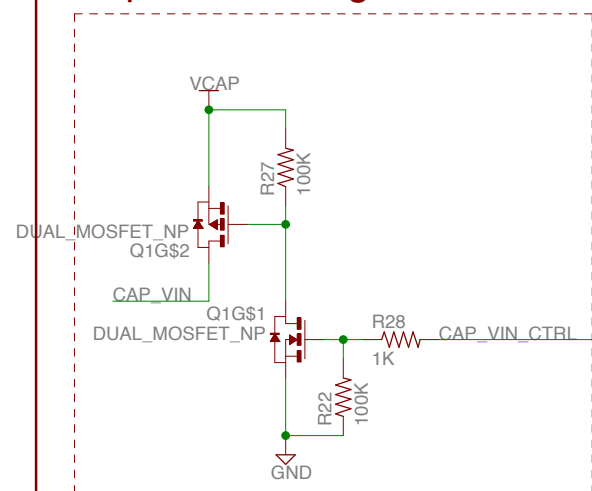 VCAP
R27
100K
DUAL_MOSFET_NP
Q1G$2
CAP_VIN
Q1G$1
DUAL_MOSFET_NP
R28
CAP_VIN_CTRL
1K
R22
100K
GND